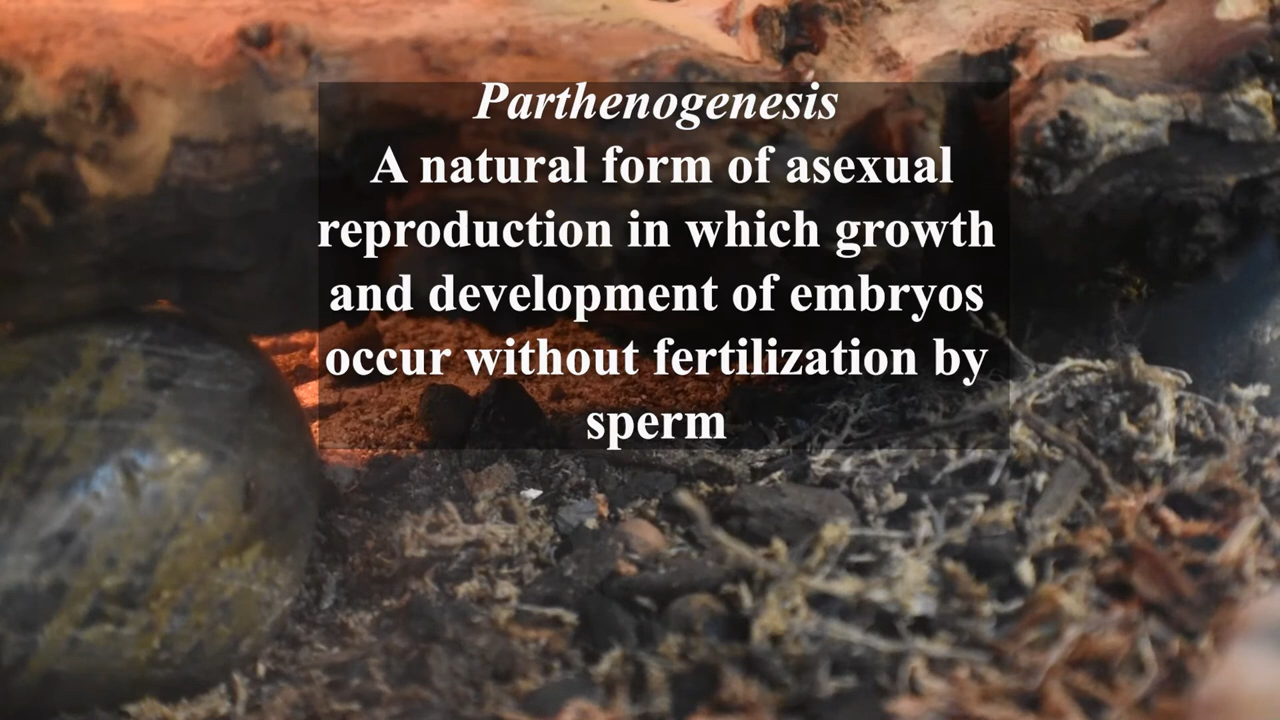 Parthenogenesis
A natural form of asexual
reproduction in which growth
and development of embryos
occur without fertilization by
sperm